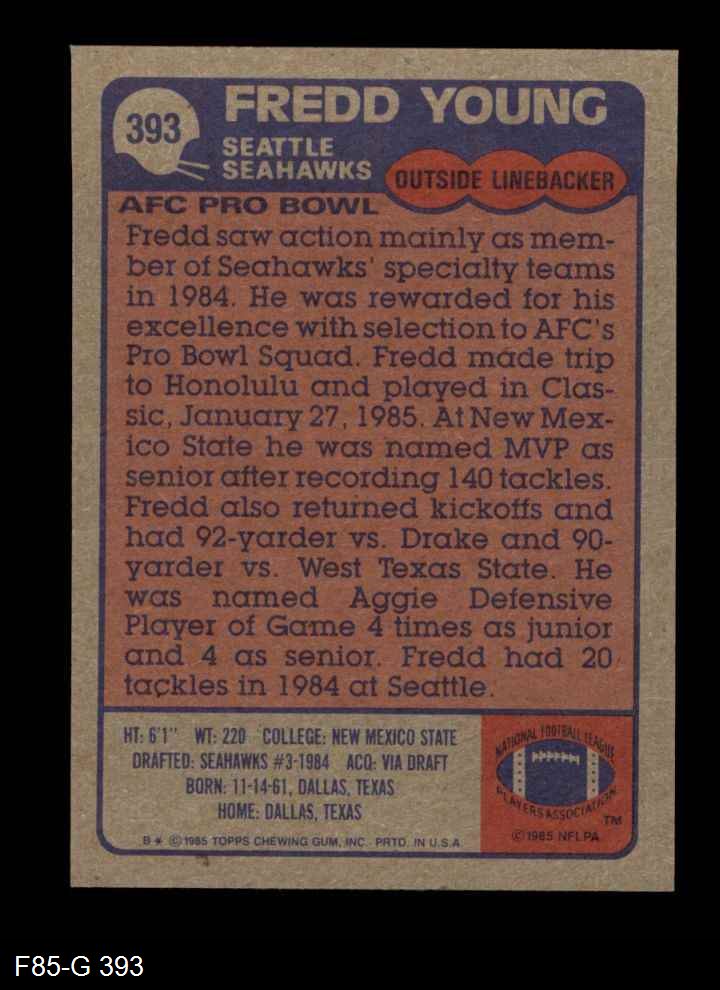 393
FREDD YOUNG
SEATTLE
SEAHAWKS
OUTSIDE LINEBACKER
AFC PRO BOWL
Fredd saw action mainly as mem-
ber of Seahawks' specialty teams
in 1984. He was rewarded for his
excellence with selection to AFC's
Pro Bowl Squad. Fredd made trip
to Honolulu and played in Clas-
sic, January 27, 1985. At New Mex-
ico State he was named MVP as
senior after recording 140 tackles.
Fredd also returned kickoffs and
had 92-yarder vs. Drake and 90-
yarder vs. West Texas State. He
was named Aggie Defensive
Player of Game 4 times as junior
and 4 as senior. Fredd had 20
tackles in 1984 at Seattle.
HT: 6'1" WT: 220 COLLEGE: NEW MEXICO STATE
DRAFTED: SEAHAWKS #3-1984 ACQ: VIA DRAFT
BORN: 11-14-61, DALLAS, TEXAS
HOME: DALLAS, TEXAS
B* ©1985 TOPPS CHEWING GUM, INC. PRTD. IN U.S.A.
NATIONAL FOOTBALL LEAGUE
PLAYERS ASSOCIATION
TM
© 1985 NFLPA
F85-G 393